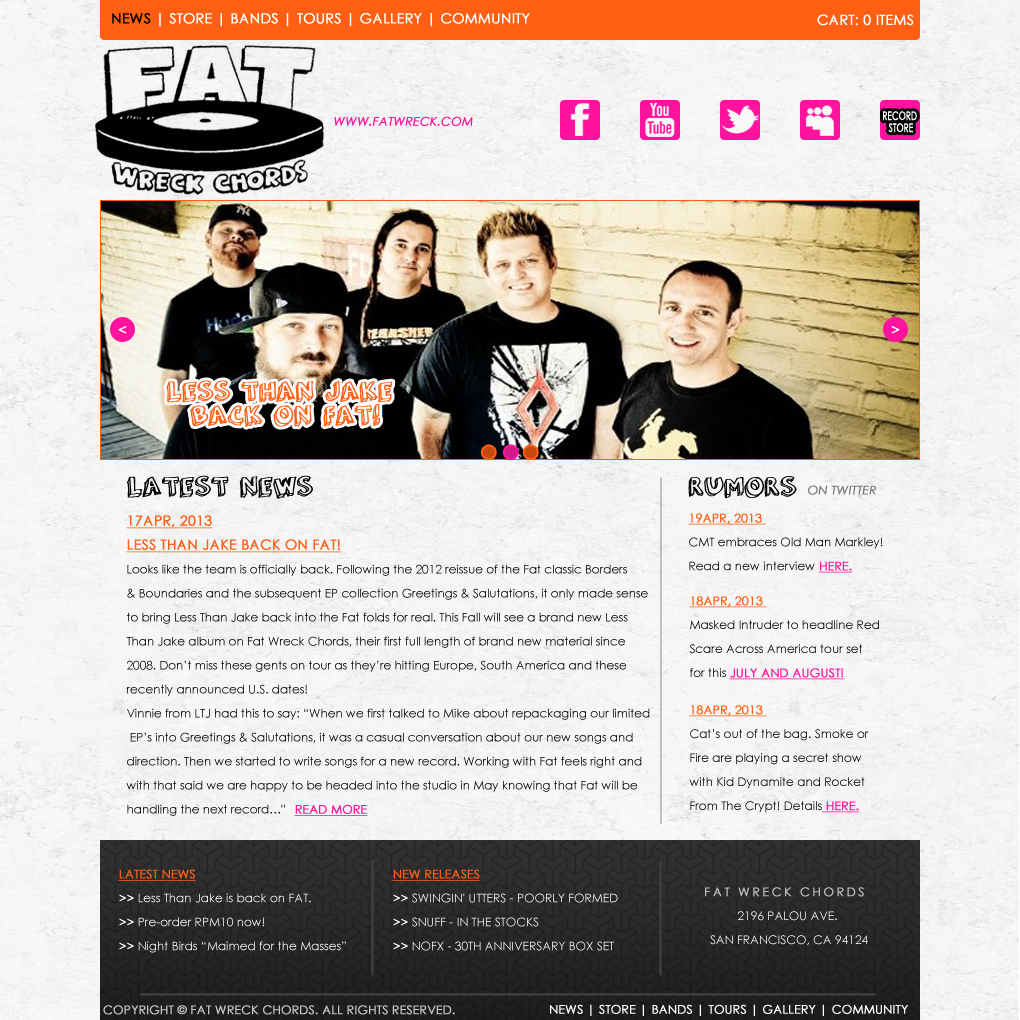 NEWS | STORE | BANDS | TOURS | GALLERY | COMMUNITY
CART: 0 ITEMS
FAT
WRECK CHORDS
WWW.FATWRECK.COM
f
You
Tube
RECORD
STORE
THRASHER
<
>
LESS THAN JAKE
BACK ON FAT!
LATEST NEWS
17APR, 2013
LESS THAN JAKE BACK ON FAT!
Looks like the team is officially back. Following the 2012 reissue of the Fat classic Borders
& Boundaries and the subsequent EP collection Greetings & Salutations, it only made sense
to bring Less Than Jake back into the Fat folds for real. This Fall will see a brand new Less
Than Jake album on Fat Wreck Chords, their first full length of brand new material since
2008. Don't miss these gents on tour as they're hitting Europe, South America and these
recently announced U.S. dates!
Vinnie from LTJ had this to say: "When we first talked to Mike about repackaging our limited
EP's into Greetings & Salutations, it was a casual conversation about our new songs and
direction. Then we started to write songs for a new record. Working with Fat feels right and
with that said we are happy to be headed into the studio in May knowing that Fat will be
handling the next record…" READ MORE
RUMORS ON TWITTER
19APR, 2013
CMT embraces Old Man Markley!
Read a new interview HERE.
18APR, 2013
Masked Intruder to headline Red
Scare Across America tour set
for this JULY AND AUGUST!
18APR, 2013
Cat's out of the bag. Smoke or
Fire are playing a secret show
with Kid Dynamite and Rocket
From The Crypt! Details HERE.
LATEST NEWS
>> Less Than Jake is back on FAT.
>> Pre-order RPM10 now!
>> Night Birds “Maimed for the Masses”
NEW RELEASES
>> SWINGIN' UTTERS - POORLY FORMED
>> SNUFF - IN THE STOCKS
>> NOFX - 30TH ANNIVERSARY BOX SET
FAT WRECK CHORDS
2196 PALOU AVE.
SAN FRANCISCO, CA 94124
COPYRIGHT © FAT WRECK CHORDS. ALL RIGHTS RESERVED.
NEWS | STORE | BANDS | TOURS | GALLERY | COMMUNITY